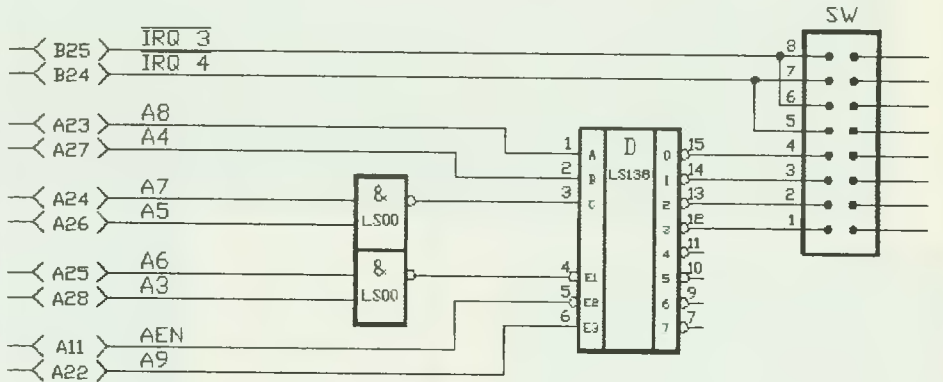 SW
B25 IRQ 3 8
B24 IRQ 4 7
6
A23 A8 5
A27 A4 1 A D 0 15 4
2 B LS138 1 14 3
A24 A7 & 3 C 2 13 2
A26 A5 LS00 3 12 1
4 11
A25 A6 & 4 E1 5 10
A28 A3 LS00 5 E2 6 9
6 E3 7 7
A11 AEN
A22 A9